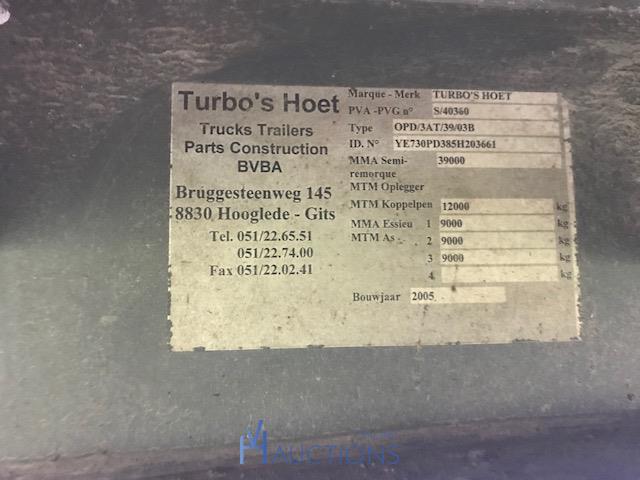 Turbo's Hoet
Trucks Trailers
Parts Construction
BVBA
Bruggesteenweg 145
8830 Hooglede - Gits
Tel. 051/22.65.51
051/22.74.00
Fax 051/22.02.41
Marque - Merk TURBO'S HOET
PVA -PVG n° S/40360
Type OPD/3AT/39/03B
ID. N° YE730PD385H203661
MMA Semi- 39000
remorque
MTM Oplegger
MTM Koppelpen 12000 kg
MMA Essieu 1 9000 kg
MTM As - 2 9000 kg
3 9000 kg
4 kg
Bouwjaar 2005
AUCTIONS